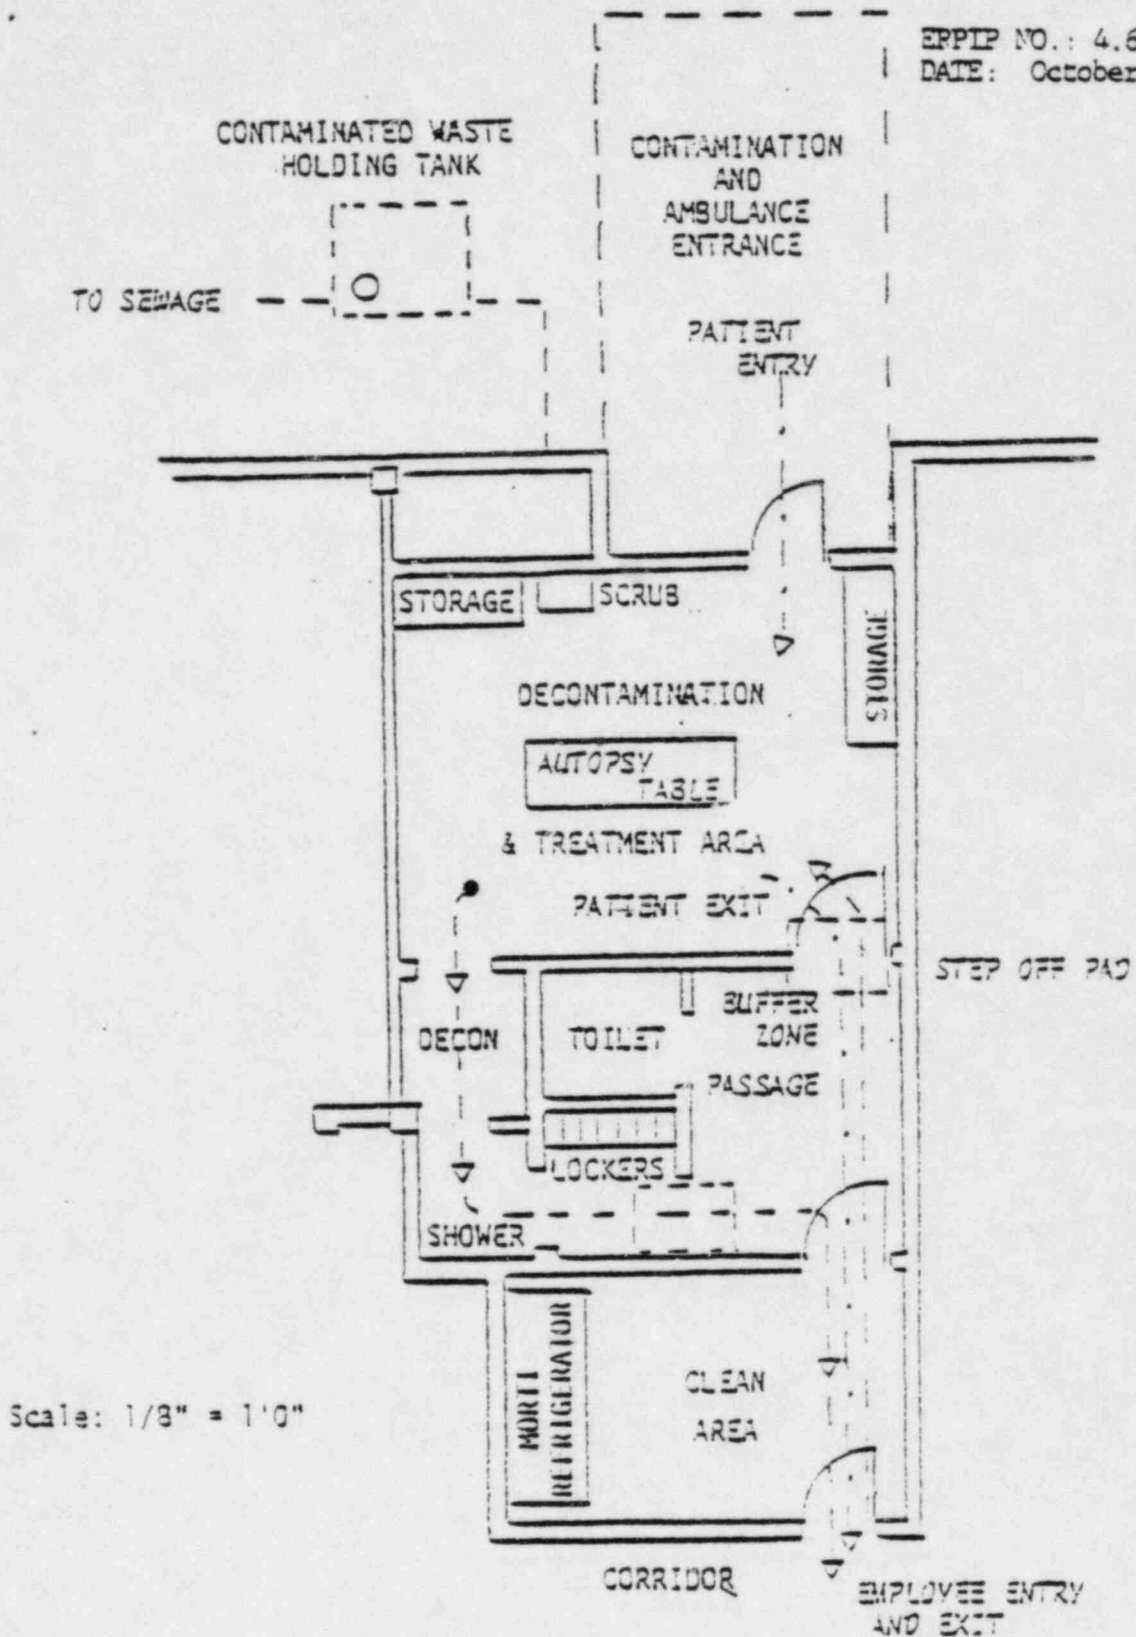 ERPIP NO.: 4.6
DATE: October
CONTAMINATED WASTE
HOLDING TANK
CONTAMINATION
AND
AMBULANCE
ENTRANCE
TO SEWAGE
PATIENT
ENTRY
STORAGE
SCRUB
STORAGE
DECONTAMINATION
AUTOPSY
TABLE
& TREATMENT AREA
PATIENT EXIT
STEP OFF PAD
BUFFER
ZONE
DECON
TOILET
PASSAGE
LOCKERS
SHOWER
REFRIGERATOR
CLEAN
AREA
Scale: 1/8" = 1'0"
CORRIDOR
EMPLOYEE ENTRY
AND EXIT